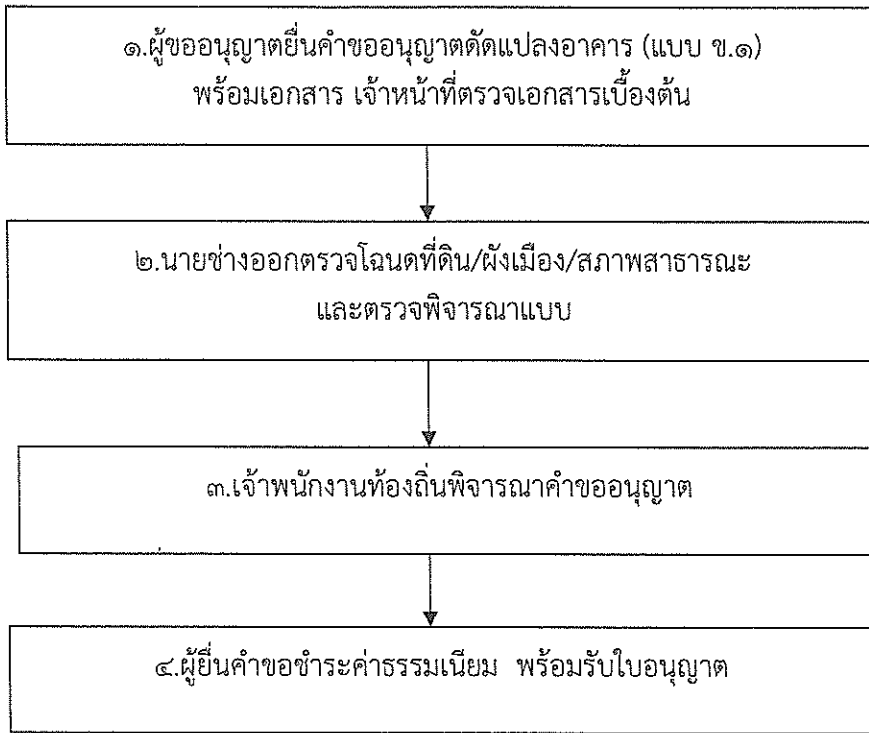 ๑.ผู้ขออนุญาตยื่นคำขออนุญาตดัดแปลงอาคาร (แบบ ข.๑)
พร้อมเอกสาร เจ้าหน้าที่ตรวจเอกสารเบื้องต้น
๒.นายช่างออกตรวจโฉนดที่ดิน/ผังเมือง/สภาพสาธารณะ
และตรวจพิจารณาแบบ
๓.เจ้าพนักงานท้องถิ่นพิจารณาคำขออนุญาต
๔.ผู้ยื่นคำขอชำระค่าธรรมเนียม พร้อมรับใบอนุญาต